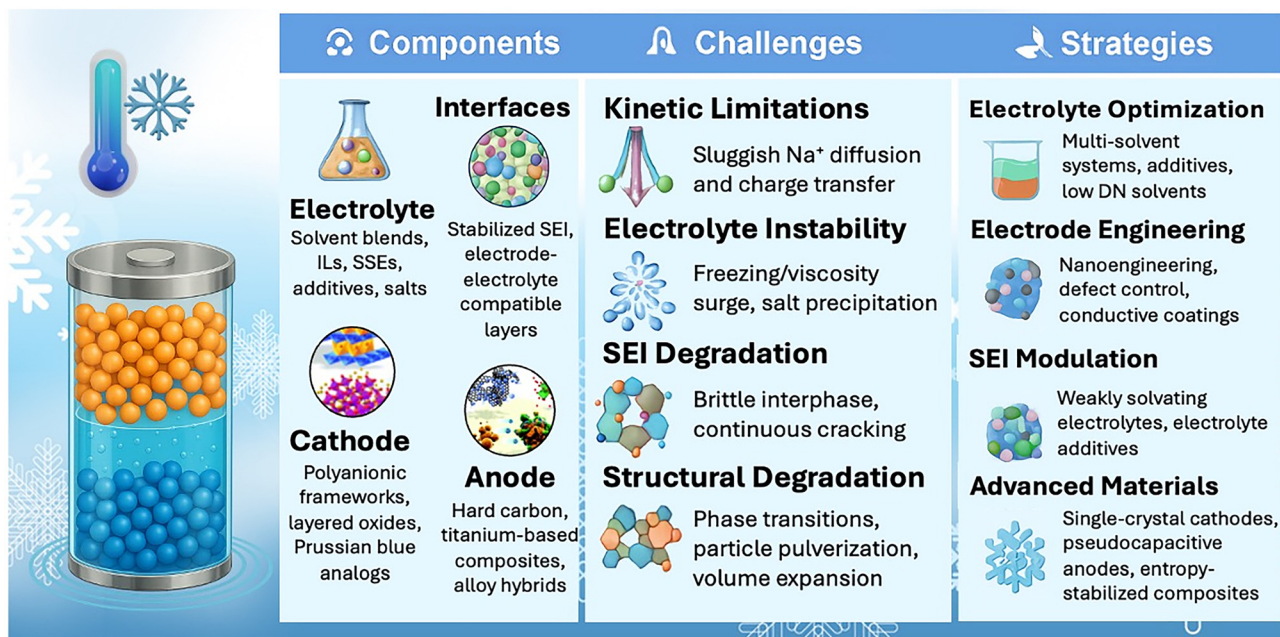 Components
Challenges
Strategies
Electrolyte
Solvent blends,
ILs, SSEs,
additives, salts
Interfaces
Stabilized SEI,
electrode-
electrolyte
compatible
layers
Cathode
Polyanionic
frameworks,
layered oxides,
Prussian blue
analogs
Anode
Hard carbon,
titanium-based
composites,
alloy hybrids
Kinetic Limitations
Sluggish Na⁺ diffusion
and charge transfer
Electrolyte Instability
Freezing/viscosity
surge, salt precipitation
SEI Degradation
Brittle interphase,
continuous cracking
Structural Degradation
Phase transitions,
particle pulverization,
volume expansion
Electrolyte Optimization
Multi-solvent
systems, additives,
low DN solvents
Electrode Engineering
Nanoengineering,
defect control,
conductive coatings
SEI Modulation
Weakly solvating
electrolytes, electrolyte
additives
Advanced Materials
Single-crystal cathodes,
pseudocapacitive
anodes, entropy-
stabilized composites